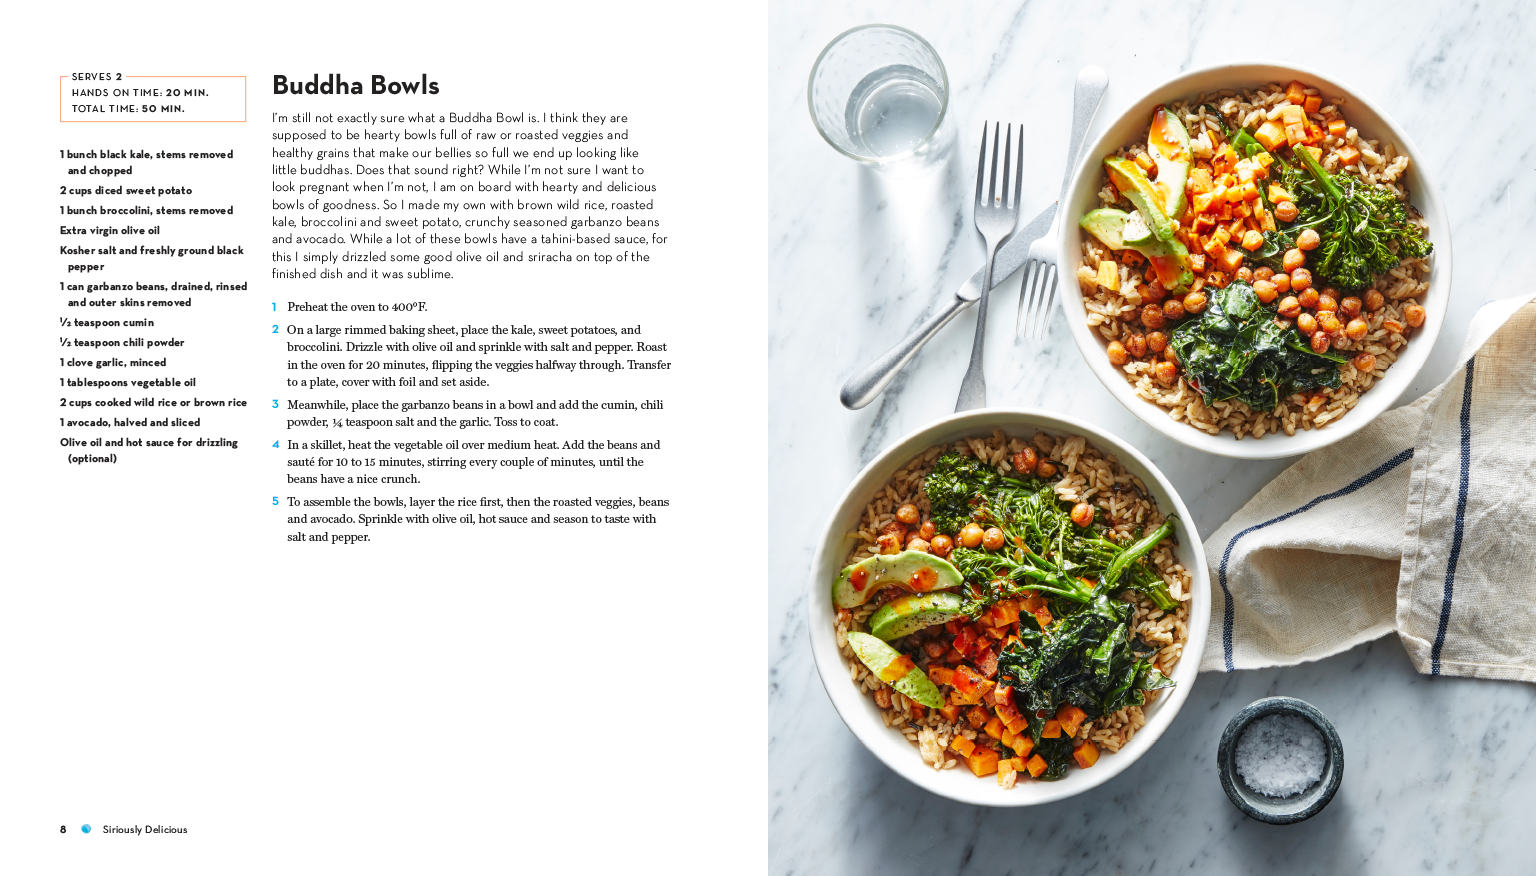 SERVES 2
HANDS ON TIME: 20 MIN.
TOTAL TIME: 50 MIN.
1 bunch black kale, stems removed
and chopped
2 cups diced sweet potato
1 bunch broccolini, stems removed
Extra virgin olive oil
Kosher salt and freshly ground black
pepper
1 can garbanzo beans, drained, rinsed
and outer skins removed
½ teaspoon cumin
½ teaspoon chili powder
1 clove garlic, minced
1 tablespoons vegetable oil
2 cups cooked wild rice or brown rice
1 avocado, halved and sliced
Olive oil and hot sauce for drizzling
(optional)
Buddha Bowls
I'm still not exactly sure what a Buddha Bowl is. I think they are
supposed to be hearty bowls full of raw or roasted veggies and
healthy grains that make our bellies so full we end up looking like
little buddhas. Does that sound right? While I'm not sure I want to
look pregnant when I'm not, I am on board with hearty and delicious
bowls of goodness. So I made my own with brown wild rice, roasted
kale, broccolini and sweet potato, crunchy seasoned garbanzo beans
and avocado. While a lot of these bowls have a tahini-based sauce, for
this I simply drizzled some good olive oil and sriracha on top of the
finished dish and it was sublime.
1 Preheat the oven to 400ºF.
2 On a large rimmed baking sheet, place the kale, sweet potatoes, and
broccolini. Drizzle with olive oil and sprinkle with salt and pepper. Roast
in the oven for 20 minutes, flipping the veggies halfway through. Transfer
to a plate, cover with foil and set aside.
3 Meanwhile, place the garbanzo beans in a bowl and add the cumin, chili
powder, ¼ teaspoon salt and the garlic. Toss to coat.
4 In a skillet, heat the vegetable oil over medium heat. Add the beans and
sauté for 10 to 15 minutes, stirring every couple of minutes, until the
beans have a nice crunch.
5 To assemble the bowls, layer the rice first, then the roasted veggies, beans
and avocado. Sprinkle with olive oil, hot sauce and season to taste with
salt and pepper.
8 Siriously Delicious